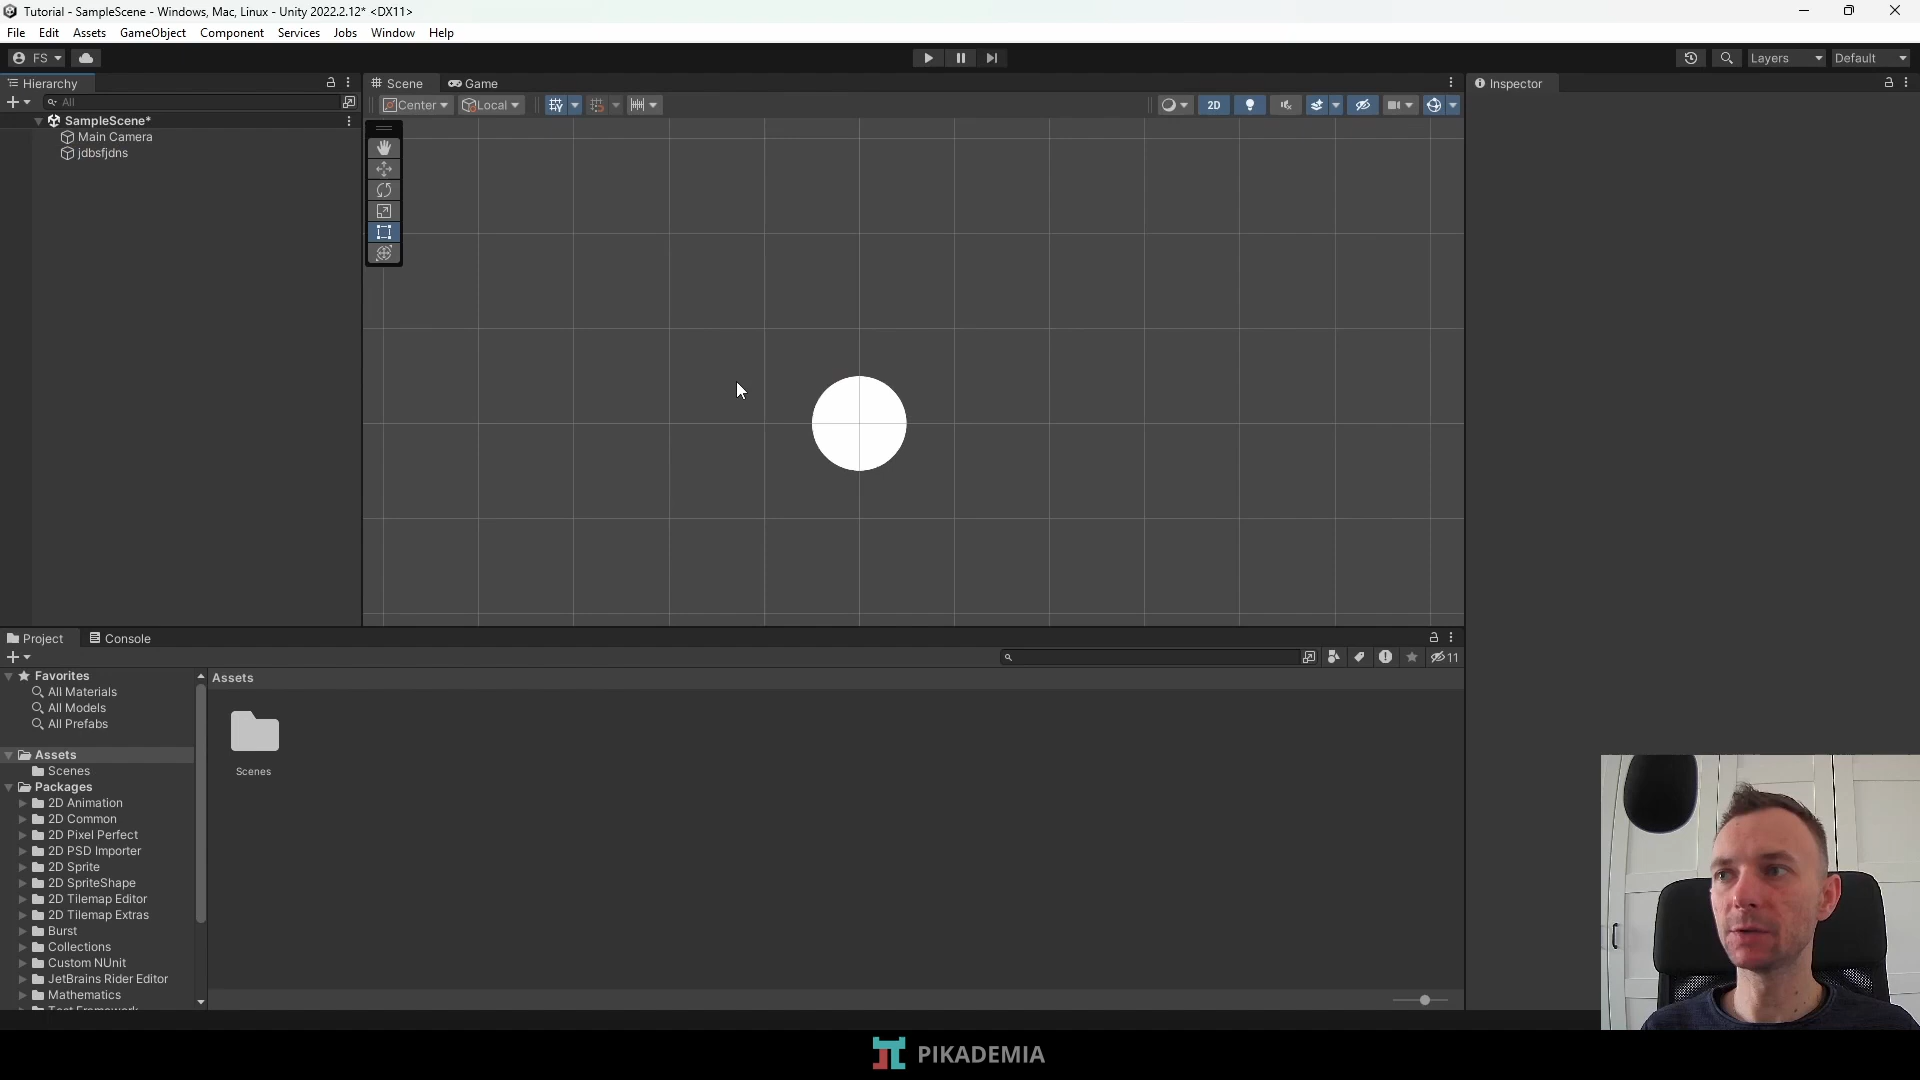 Tutorial - SampleScene - Windows, Mac, Linux - Unity 2022.2.12* <DX11>
File Edit Assets GameObject Component Services Jobs Window Help
FS
Layers Default
Hierarchy
All
SampleScene*
Main Camera
jdbsfjdns
Scene Game
Center Local 2D
Inspector
Project Console
11
Favorites
All Materials
All Models
All Prefabs
Assets
Scenes
Packages
2D Animation
2D Common
2D Pixel Perfect
2D PSD Importer
2D Sprite
2D SpriteShape
2D Tilemap Editor
2D Tilemap Extras
Burst
Collections
Custom NUnit
JetBrains Rider Editor
Mathematics
Assets
Scenes
PIKADEMIA